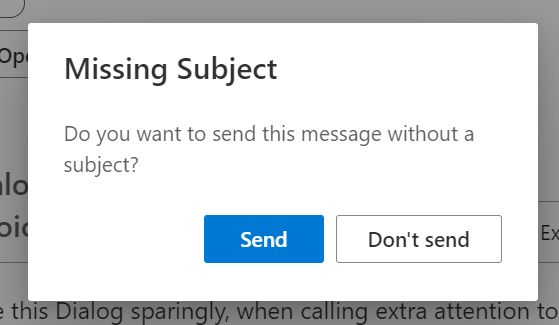 Missing Subject
Do you want to send this message without a
subject?
Send
Don't send
this Dialog sparingly, when calling extra attention to